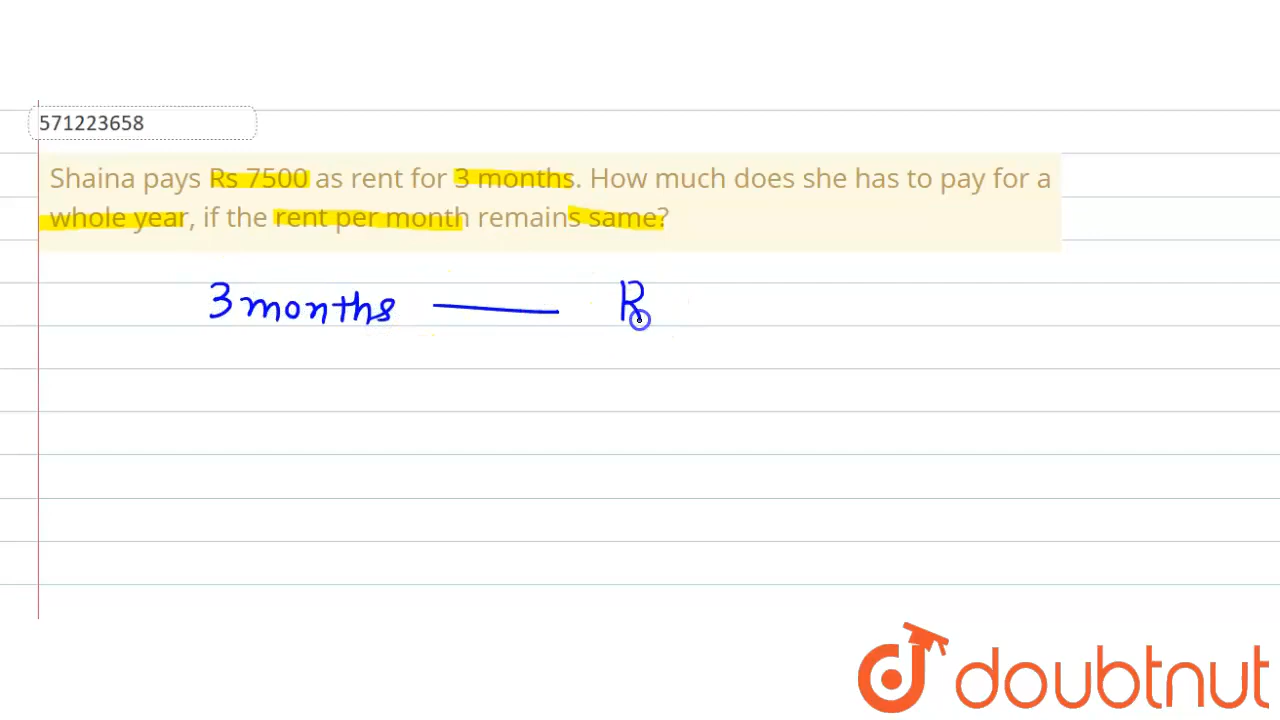 571223658
Shaina pays Rs 7500 as rent for 3 months. How much does she has to pay for a
whole year, if the rent per month remains same?
3 months — R
doubtnut